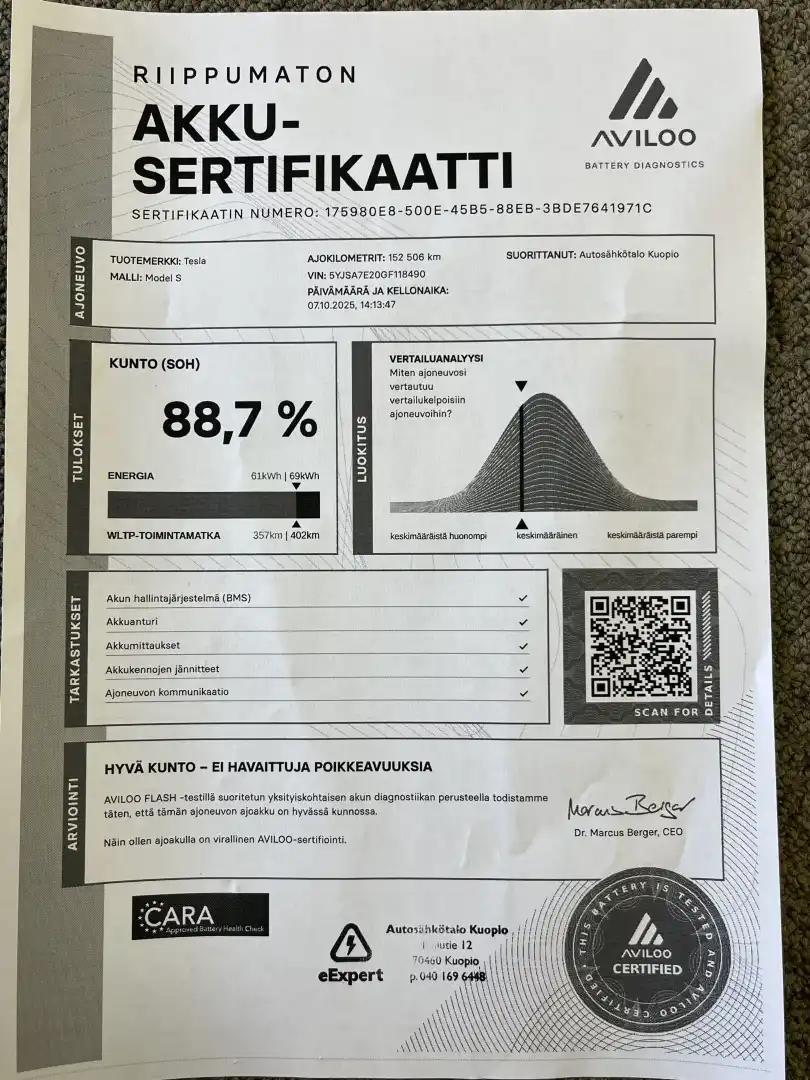 RIIPPUMATON
AKKU-
SERTIFIKAATTI
SERTIFIKAATIN NUMERO: 175980E8-500E-45B5-88EB-3BDE7641971C
AVILOO
BATTERY DIAGNOSTICS
AJONEUVO
TUOTEMERKKI: Tesla
MALLI: Model S
AJOKILOMETRIT: 152 506 km
VIN: 5YJSA7E20GF118490
PÄIVÄMÄÄRÄ JA KELLONAIKA:
07.10.2025, 14:13:47
SUORITTANUT: Autosähkötalo Kuopio
TULOKSET
KUNTO (SOH)
88,7 %
ENERGIA 61kWh | 69kWh
WLTP-TOIMINTAMATKA 357km | 402km
LUOKITUS
VERTAILUANALYYSI
Miten ajoneuvosi
vertautuu
vertailukelpoisiin
ajoneuvoihin?
keskimääräistä huonompi keskimääräinen keskimääräistä parempi
TARKASTUKSET
Akun hallintajärjestelmä (BMS)
Akkuanturi
Akkumittaukset
Akkukennojen jännitteet
Ajoneuvon kommunikaatio
SCAN FOR
DETAILS
ARVIOINTI
HYVÄ KUNTO – EI HAVAITTUJA POIKKEAVUUKSIA
AVILOO FLASH -testillä suoritetun yksityiskohtaisen akun diagnostiikan perusteella todistamme
täten, että tämän ajoneuvon ajoakku on hyvässä kunnossa.
Näin ollen ajoakulla on virallinen AVILOO-sertifiointi.
Marcus Berger
Dr. Marcus Berger, CEO
CARA
Approved Battery Health Check
eExpert
Autosähkötalo Kuopio
12
70460 Kuopio
p. 040 169 6448
THIS BATTERY IS TESTED AND AVILOO CERTIFIED
AVILOO
CERTIFIED